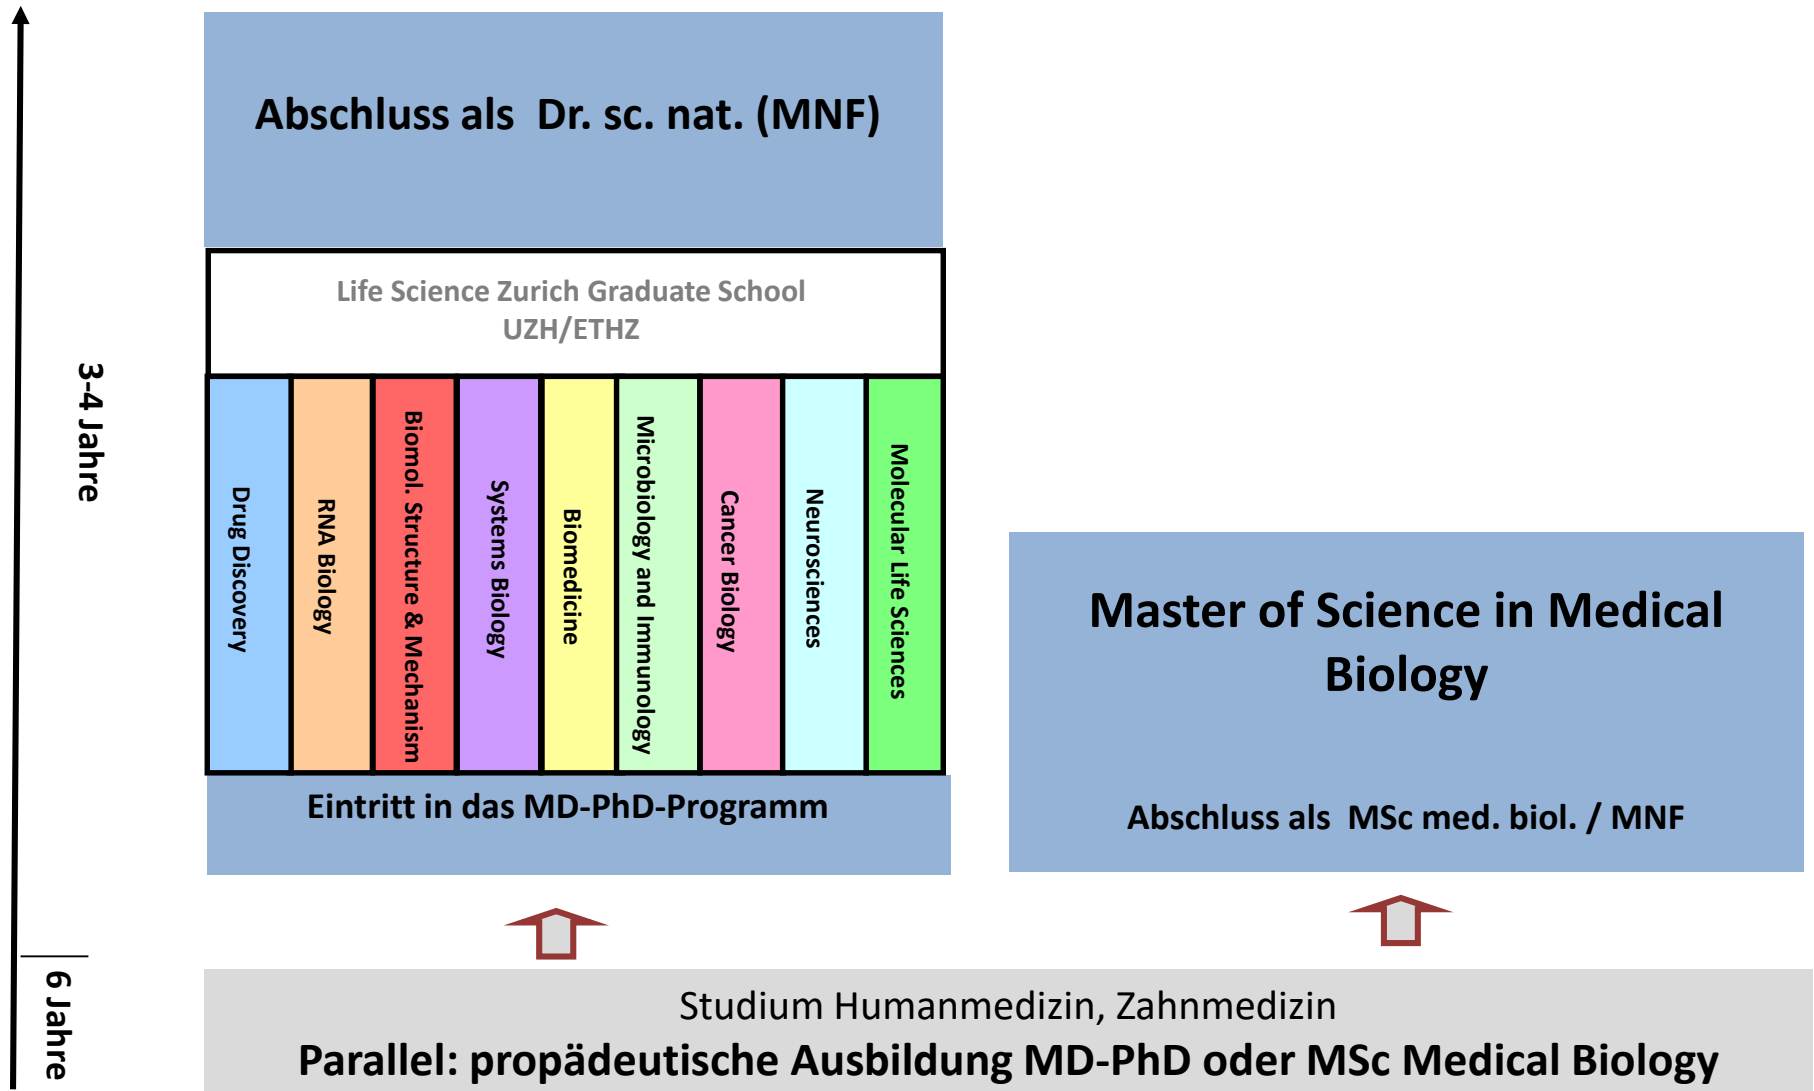 Abschluss als Dr. sc. nat. (MNF)
Life Science Zurich Graduate School
UZH/ETHZ
3-4 Jahre
Drug Discovery
RNA Biology
Biomol. Structure & Mechanism
Systems Biology
Biomedicine
Microbiology and Immunology
Cancer Biology
Neurosciences
Molecular Life Sciences
Eintritt in das MD-PhD-Programm
Master of Science in Medical
Biology
Abschluss als MSc med. biol. / MNF
6 Jahre
Studium Humanmedizin, Zahnmedizin
Parallel: propädeutische Ausbildung MD-PhD oder MSc Medical Biology